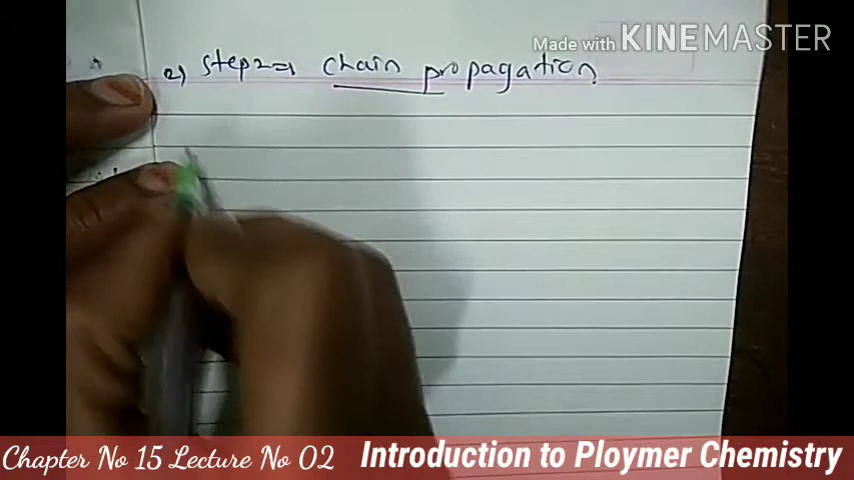 Made with KINEMASTER
2) Step2⇒ chain propagation
Chapter No 15 Lecture No 02 Introduction to Ploymer Chemistry